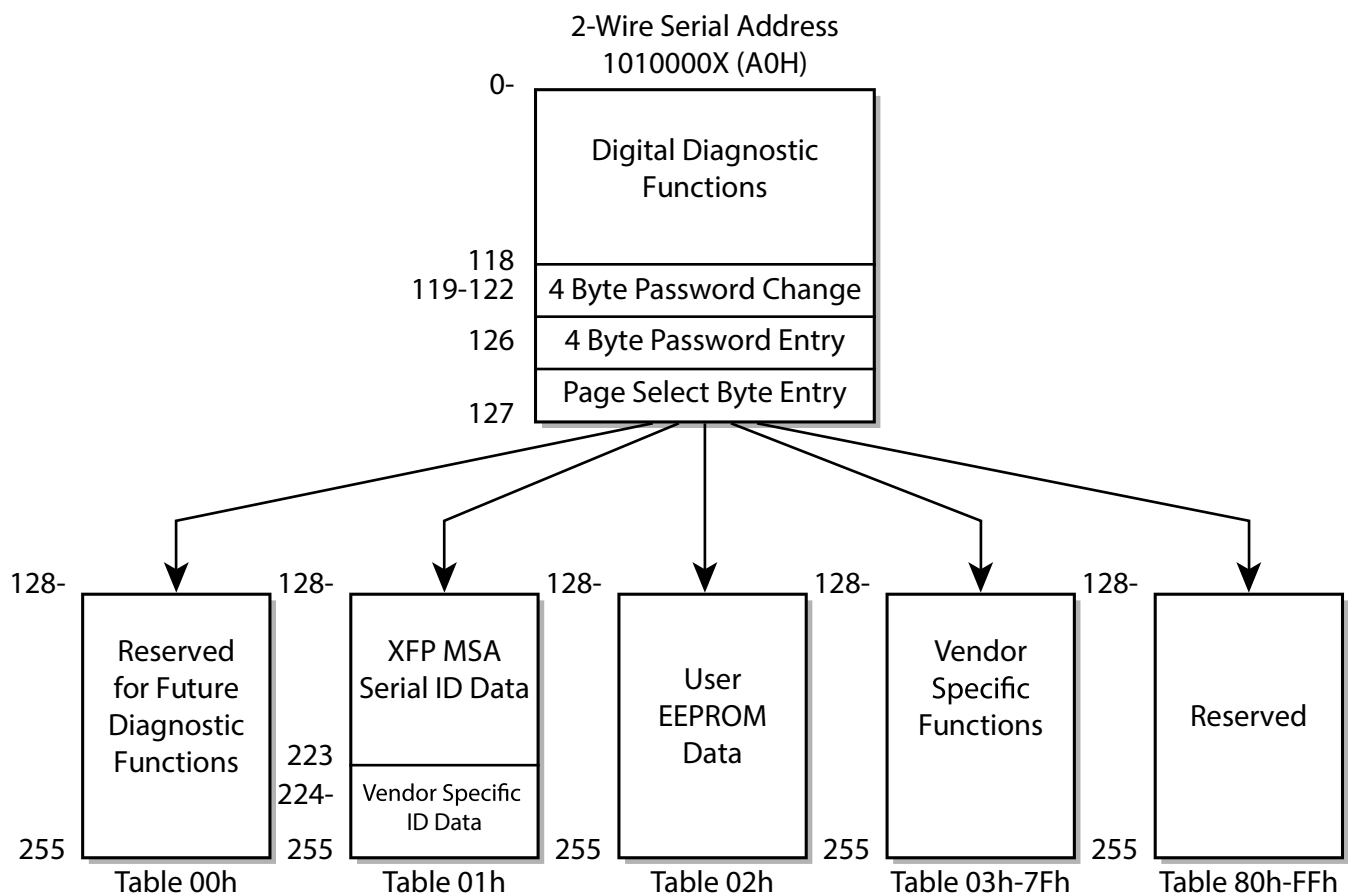 2-Wire Serial Address
1010000X (A0H)
0-
Digital Diagnostic
Functions
118
119-122
4 Byte Password Change
126
4 Byte Password Entry
Page Select Byte Entry
127
128-
Reserved
for Future
Diagnostic
Functions
255
Table 00h
128-
XFP MSA
Serial ID Data
223
224-
Vendor Specific
ID Data
255
Table 01h
128-
User
EEPROM
Data
255
Table 02h
128-
Vendor
Specific
Functions
255
Table 03h-7Fh
128-
Reserved
255
Table 80h-FFh